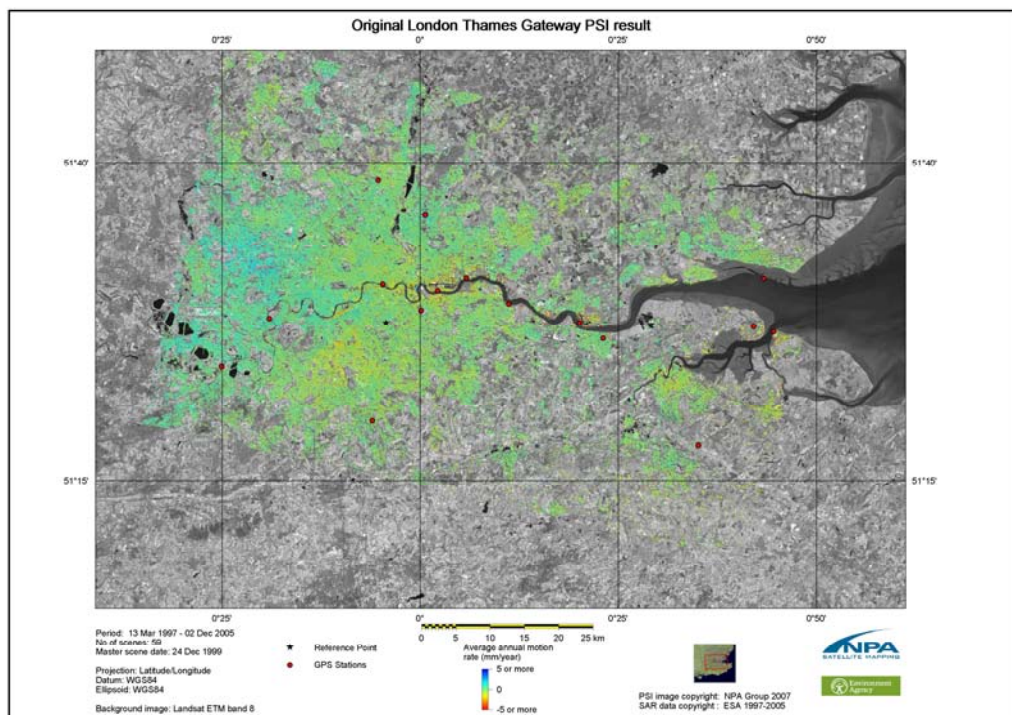 Original London Thames Gateway PSI result
0°25' 0° 0°25' 0°50'
51°40' 51°40'
51°15' 51°15'
0°25' 0° 0°25' 0°50'
Period: 13 Mar 1997 - 02 Dec 2005
No of scenes: 59
Master scene date: 24 Dec 1999
Projection: Latitude/Longitude
Datum: WGS84
Ellipsoid: WGS84
Background image: Landsat ETM band 8
Reference Point
GPS Stations
0 5 10 15 20 25 km
Average annual motion
rate (mm/year)
5 or more
0
-5 or more
NPA
SATELLITE MAPPING
Environment
Agency
PSI image copyright: NPA Group 2007
SAR data copyright : ESA 1997-2005